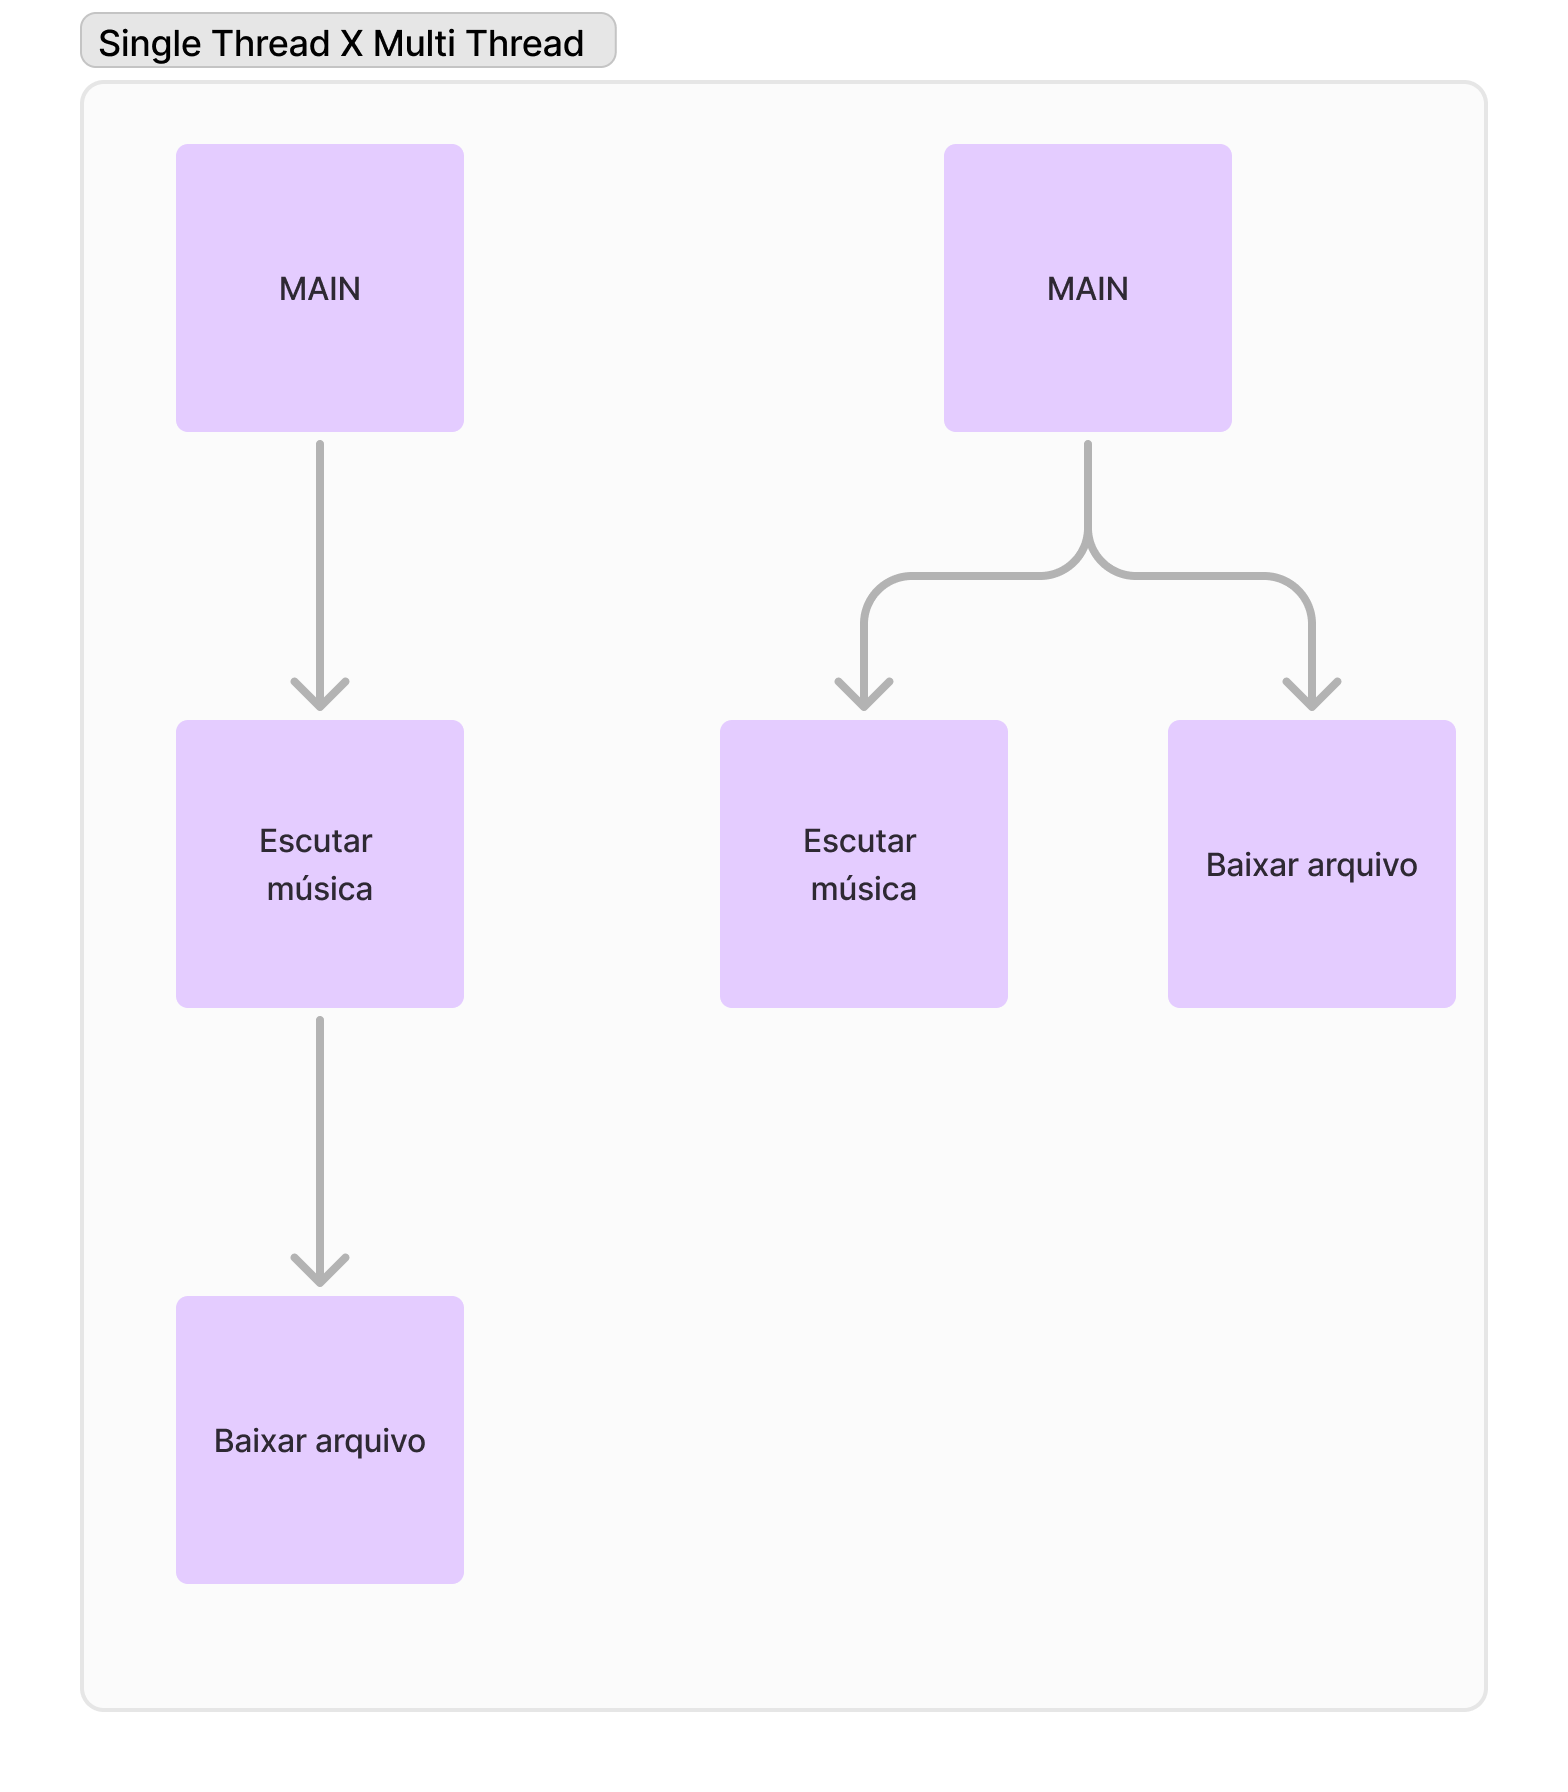 Single Thread X Multi Thread
MAIN
Escutar
música
Baixar arquivo
MAIN
Escutar
música
Baixar arquivo